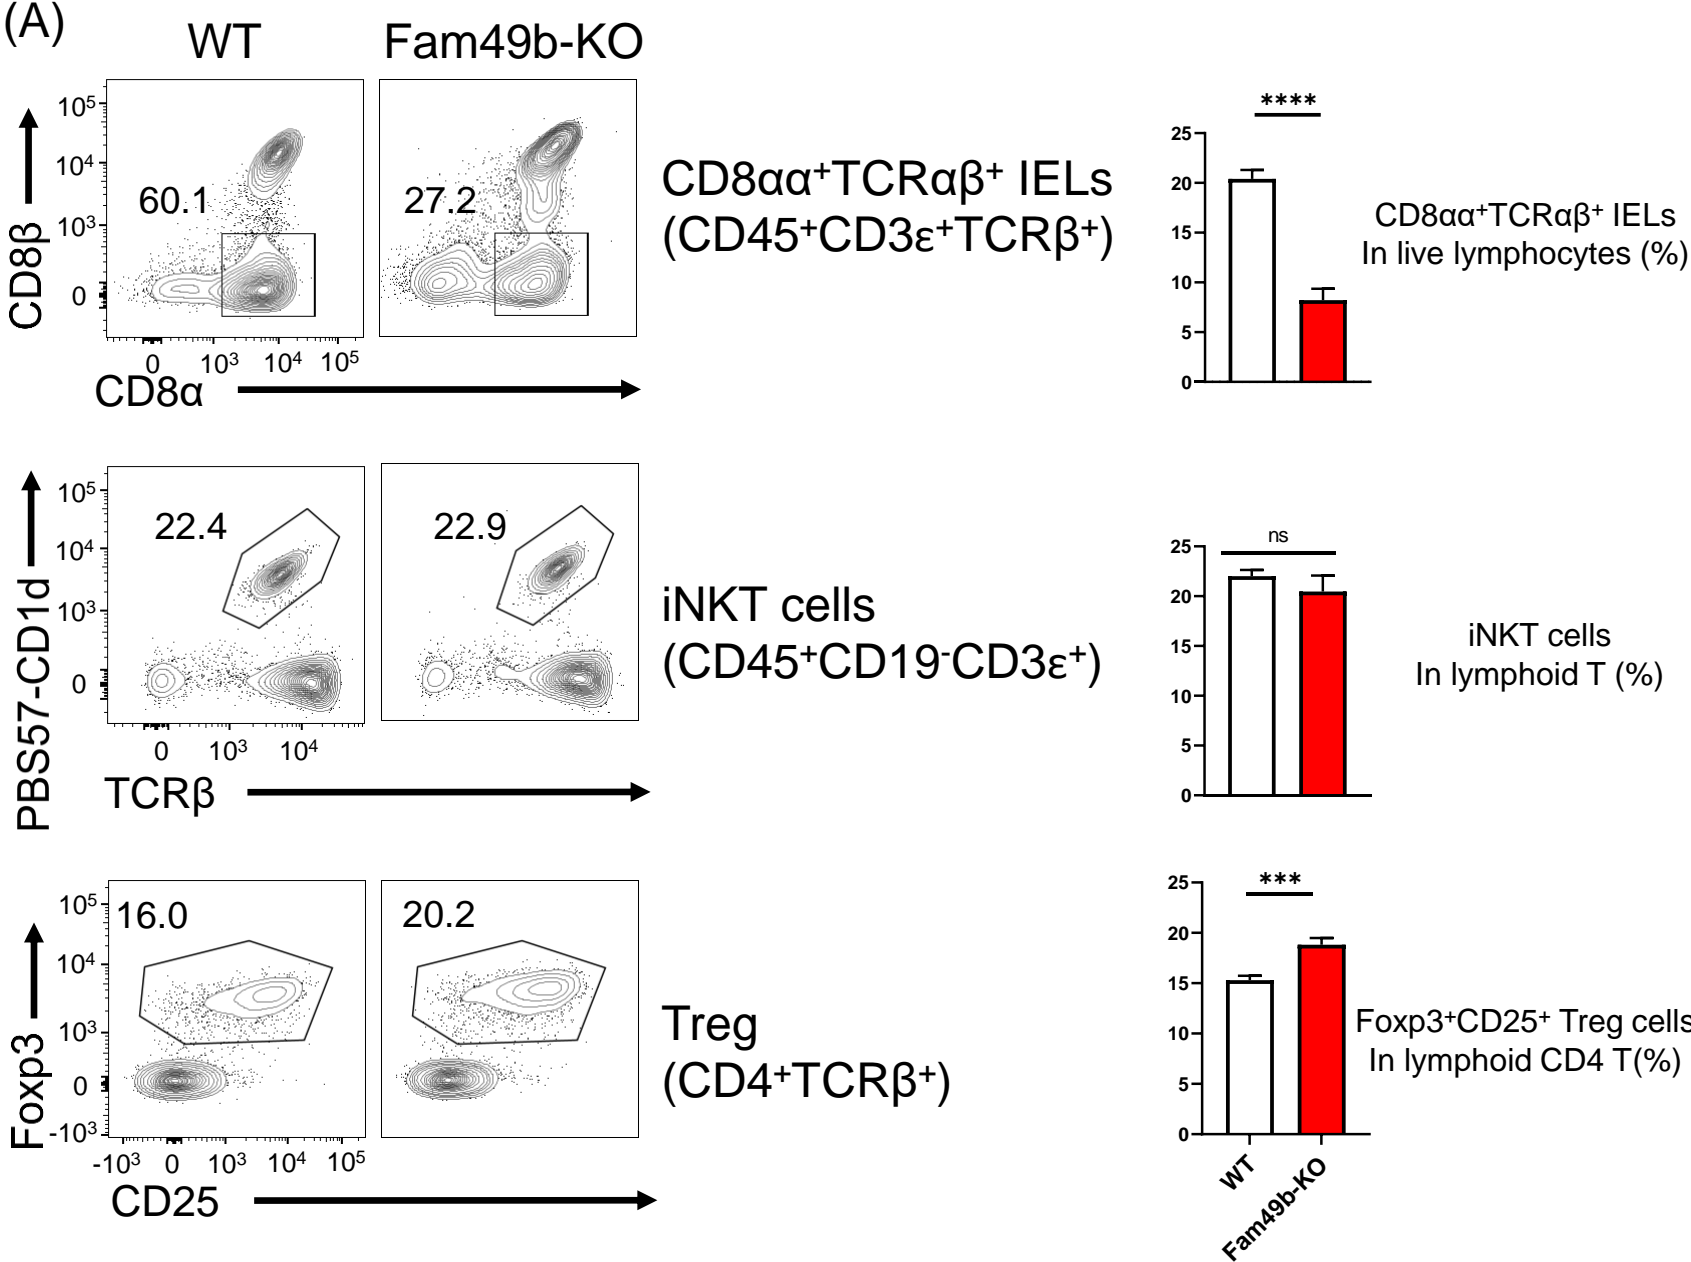 (A)
WT
Fam49b-KO
CD8β
10⁵
10⁴
10³
0
60.1
27.2
0
10³
10⁴
10⁵
CD8α
CD8αα⁺TCRαβ⁺ IELs
(CD45⁺CD3ε⁺TCRβ⁺)
****
25
20
15
10
5
0
CD8αα⁺TCRαβ⁺ IELs
In live lymphocytes (%)
PBS57-CD1d
10⁵
10⁴
10³
0
22.4
22.9
0
10³
10⁴
TCRβ
iNKT cells
(CD45⁺CD19⁻CD3ε⁺)
ns
25
20
15
10
5
0
iNKT cells
In lymphoid T (%)
Foxp3
10⁵
10⁴
10³
0
-10³
16.0
20.2
-10³
0
10³
10⁴
10⁵
CD25
Treg
(CD4⁺TCRβ⁺)
***
25
20
15
10
5
0
WT
Fam49b-KO
Foxp3⁺CD25⁺ Treg cells
In lymphoid CD4 T(%)